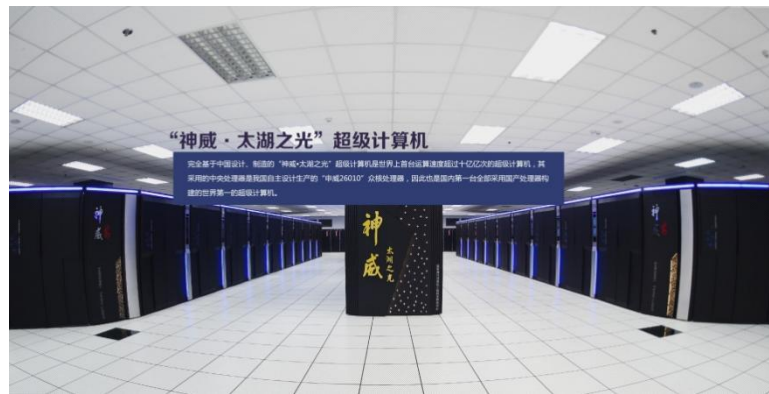 “神威·太湖之光”超级计算机
完全基于中国设计、制造的“神威•太湖之光”超级计算机是世界上首台运算速度超过十亿亿次的超级计算机，其
采用的中央处理器是我国自主设计生产的“申威26010”众核处理器，因此也是国内第一台全部采用国产处理器构
建的世界第一的超级计算机。
神威
神威
太湖之光
神威